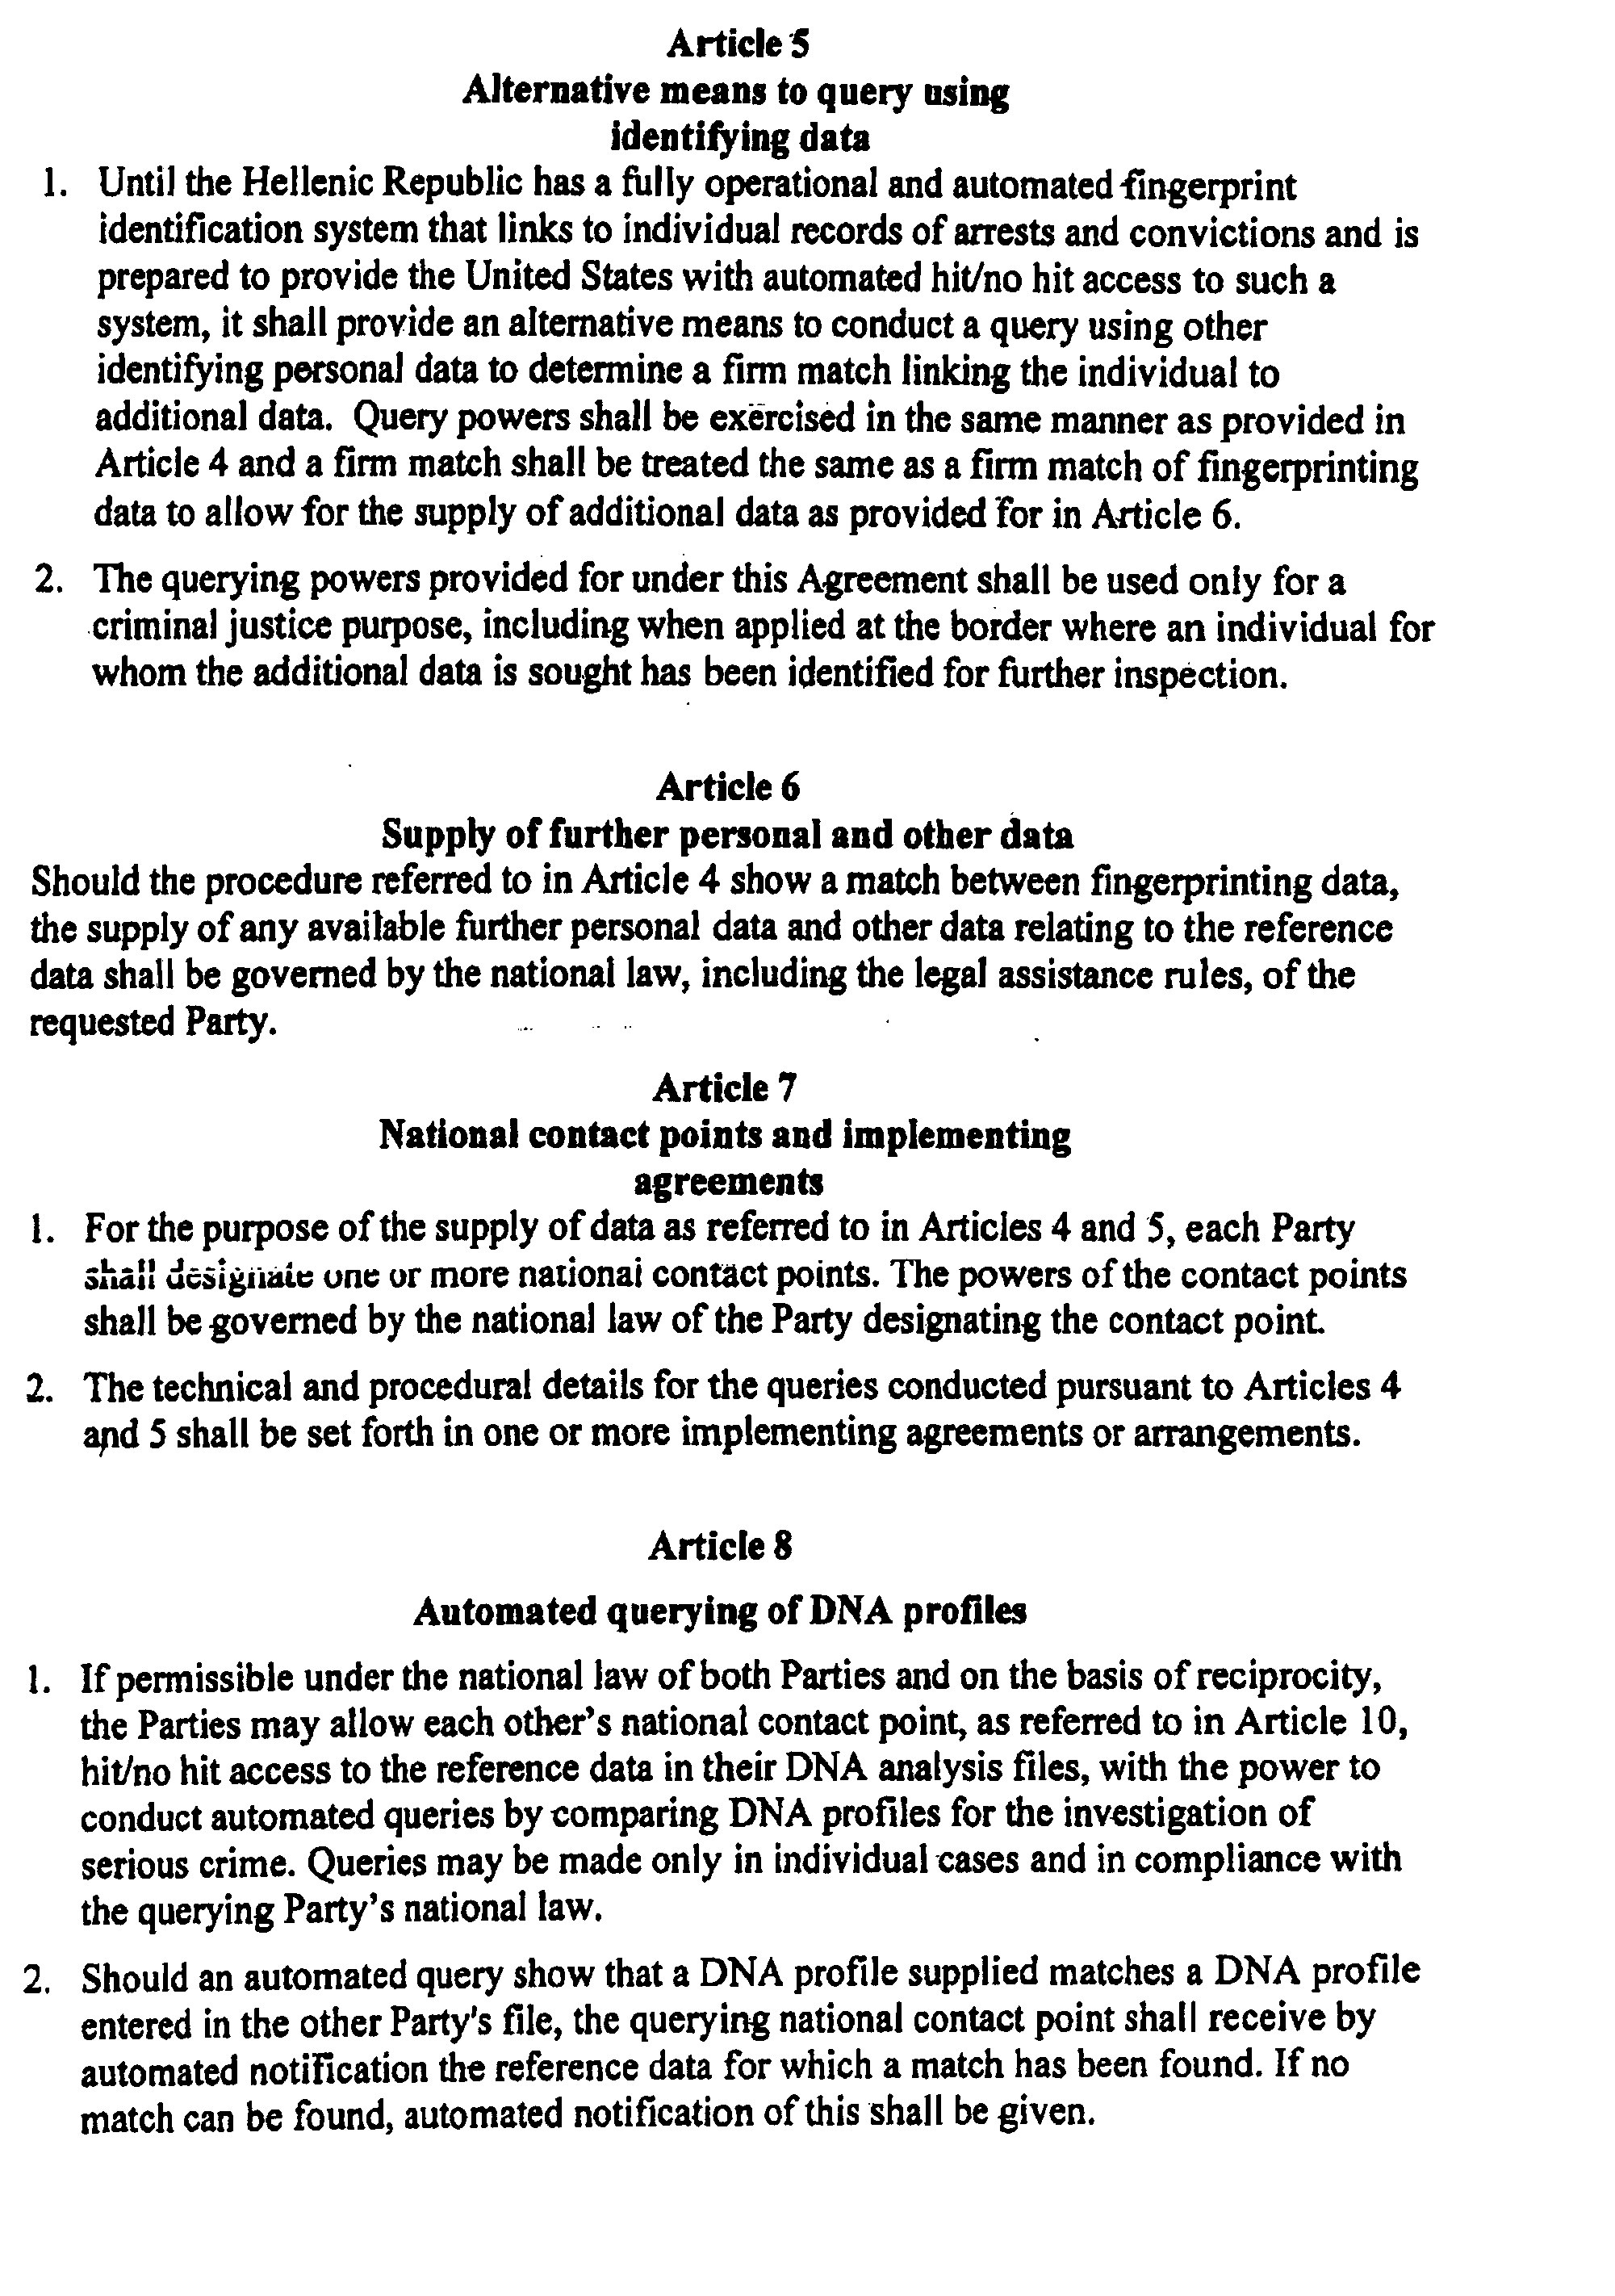 Article 5
Alternative means to query using
identifying data
1. Until the Hellenic Republic has a fully operational and automated fingerprint
identification system that links to individual records of arrests and convictions and is
prepared to provide the United States with automated hit/no hit access to such a
system, it shall provide an alternative means to conduct a query using other
identifying personal data to determine a firm match linking the individual to
additional data. Query powers shall be exercised in the same manner as provided in
Article 4 and a firm match shall be treated the same as a firm match of fingerprinting
data to allow for the supply of additional data as provided for in Article 6.
2. The querying powers provided for under this Agreement shall be used only for a
criminal justice purpose, including when applied at the border where an individual for
whom the additional data is sought has been identified for further inspection.
Article 6
Supply of further personal and other data
Should the procedure referred to in Article 4 show a match between fingerprinting data,
the supply of any available further personal data and other data relating to the reference
data shall be governed by the national law, including the legal assistance rules, of the
requested Party.
Article 7
National contact points and implementing
agreements
1. For the purpose of the supply of data as referred to in Articles 4 and 5, each Party
shall designate one or more national contact points. The powers of the contact points
shall be governed by the national law of the Party designating the contact point.
2. The technical and procedural details for the queries conducted pursuant to Articles 4
and 5 shall be set forth in one or more implementing agreements or arrangements.
Article 8
Automated querying of DNA profiles
1. If permissible under the national law of both Parties and on the basis of reciprocity,
the Parties may allow each other's national contact point, as referred to in Article 10,
hit/no hit access to the reference data in their DNA analysis files, with the power to
conduct automated queries by comparing DNA profiles for the investigation of
serious crime. Queries may be made only in individual cases and in compliance with
the querying Party's national law.
2. Should an automated query show that a DNA profile supplied matches a DNA profile
entered in the other Party's file, the querying national contact point shall receive by
automated notification the reference data for which a match has been found. If no
match can be found, automated notification of this shall be given.